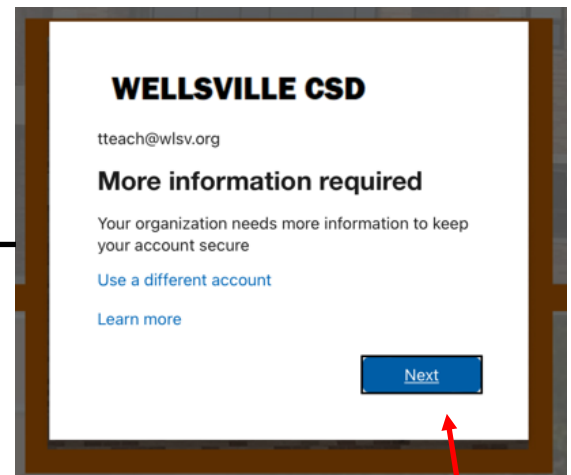 WELLSVILLE CSD
tteach@wlsv.org
More information required
Your organization needs more information to keep
your account secure
Use a different account
Learn more
Next